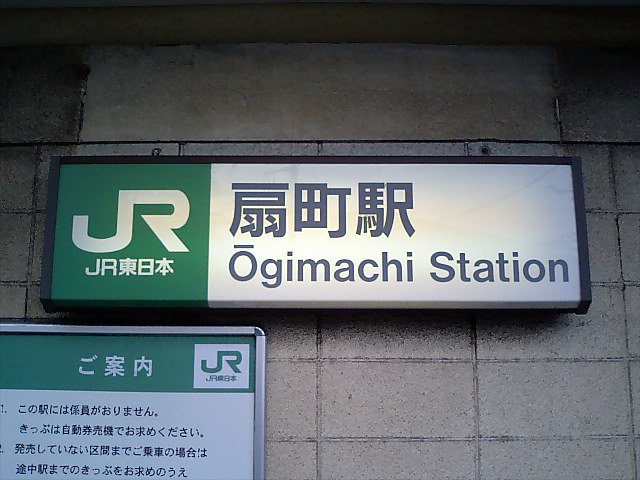 JR
JR東日本
扇町駅
Ōgimachi Station
ご案内
JR
JR東日本
1. この駅には係員がおりません。
きっぷは自動券売機でお求めください。
2. 発売していない区間までご乗車の場合は
途中駅までのきっぷをお求めのうえ